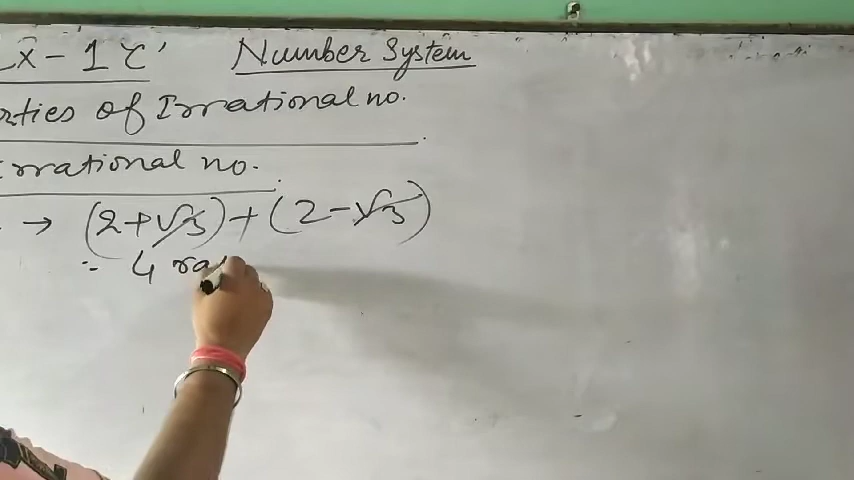 x - 1 C' Number System
rties of Irrational no.
rrational no.
→ (2+√3) + (2-√3)
= 4 ra